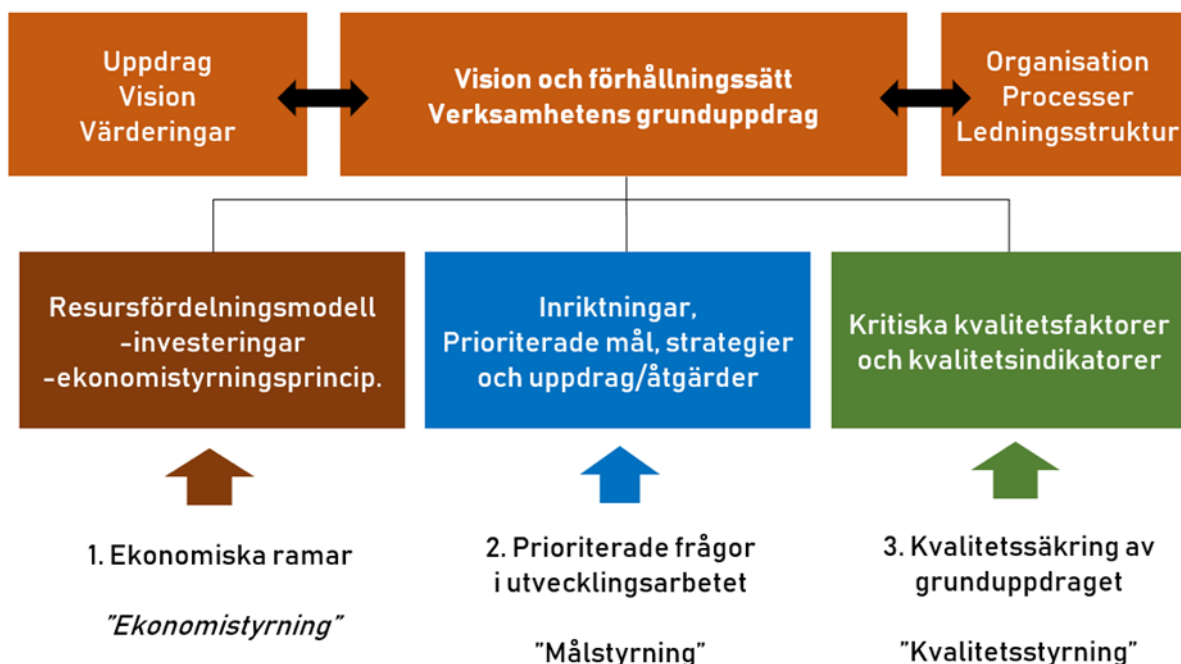 Uppdrag
Vision
Värderingar
Vision och förhållningssätt
Verksamhetens grunduppdrag
Organisation
Processer
Ledningsstruktur
Resursfördelningsmodell
-investeringar
-ekonomistyrningsprincip.
Inriktningar,
Prioriterade mål, strategier
och uppdrag/åtgärder
Kritiska kvalitetsfaktorer
och kvalitetsindikatorer
1. Ekonomiska ramar
”Ekonomistyrning”
2. Prioriterade frågor
i utvecklingsarbetet
”Målstyrning”
3. Kvalitetssäkring av
grunduppdraget
”Kvalitetsstyrning”